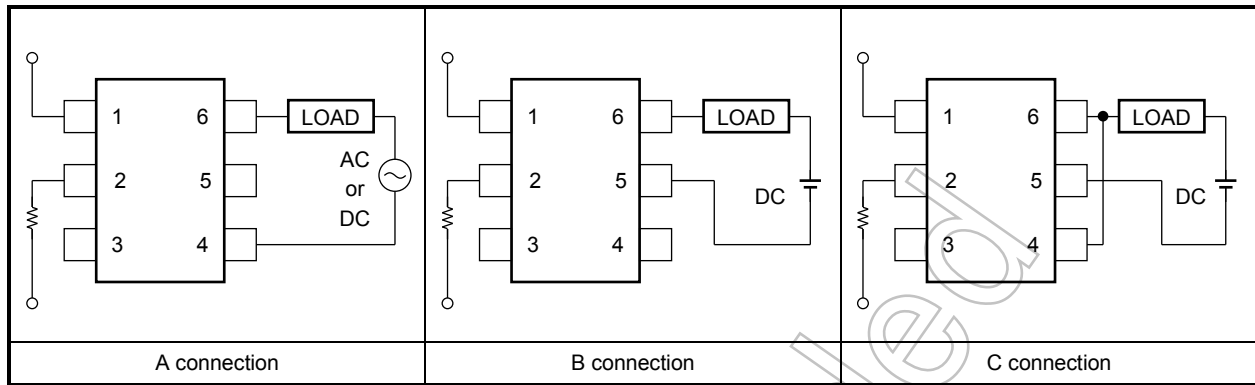 1 6 LOAD
2 5 AC or DC
3 4
A connection
1 6 LOAD
2 5 DC
3 4
B connection
1 6 LOAD
2 5 DC
3 4
C connection